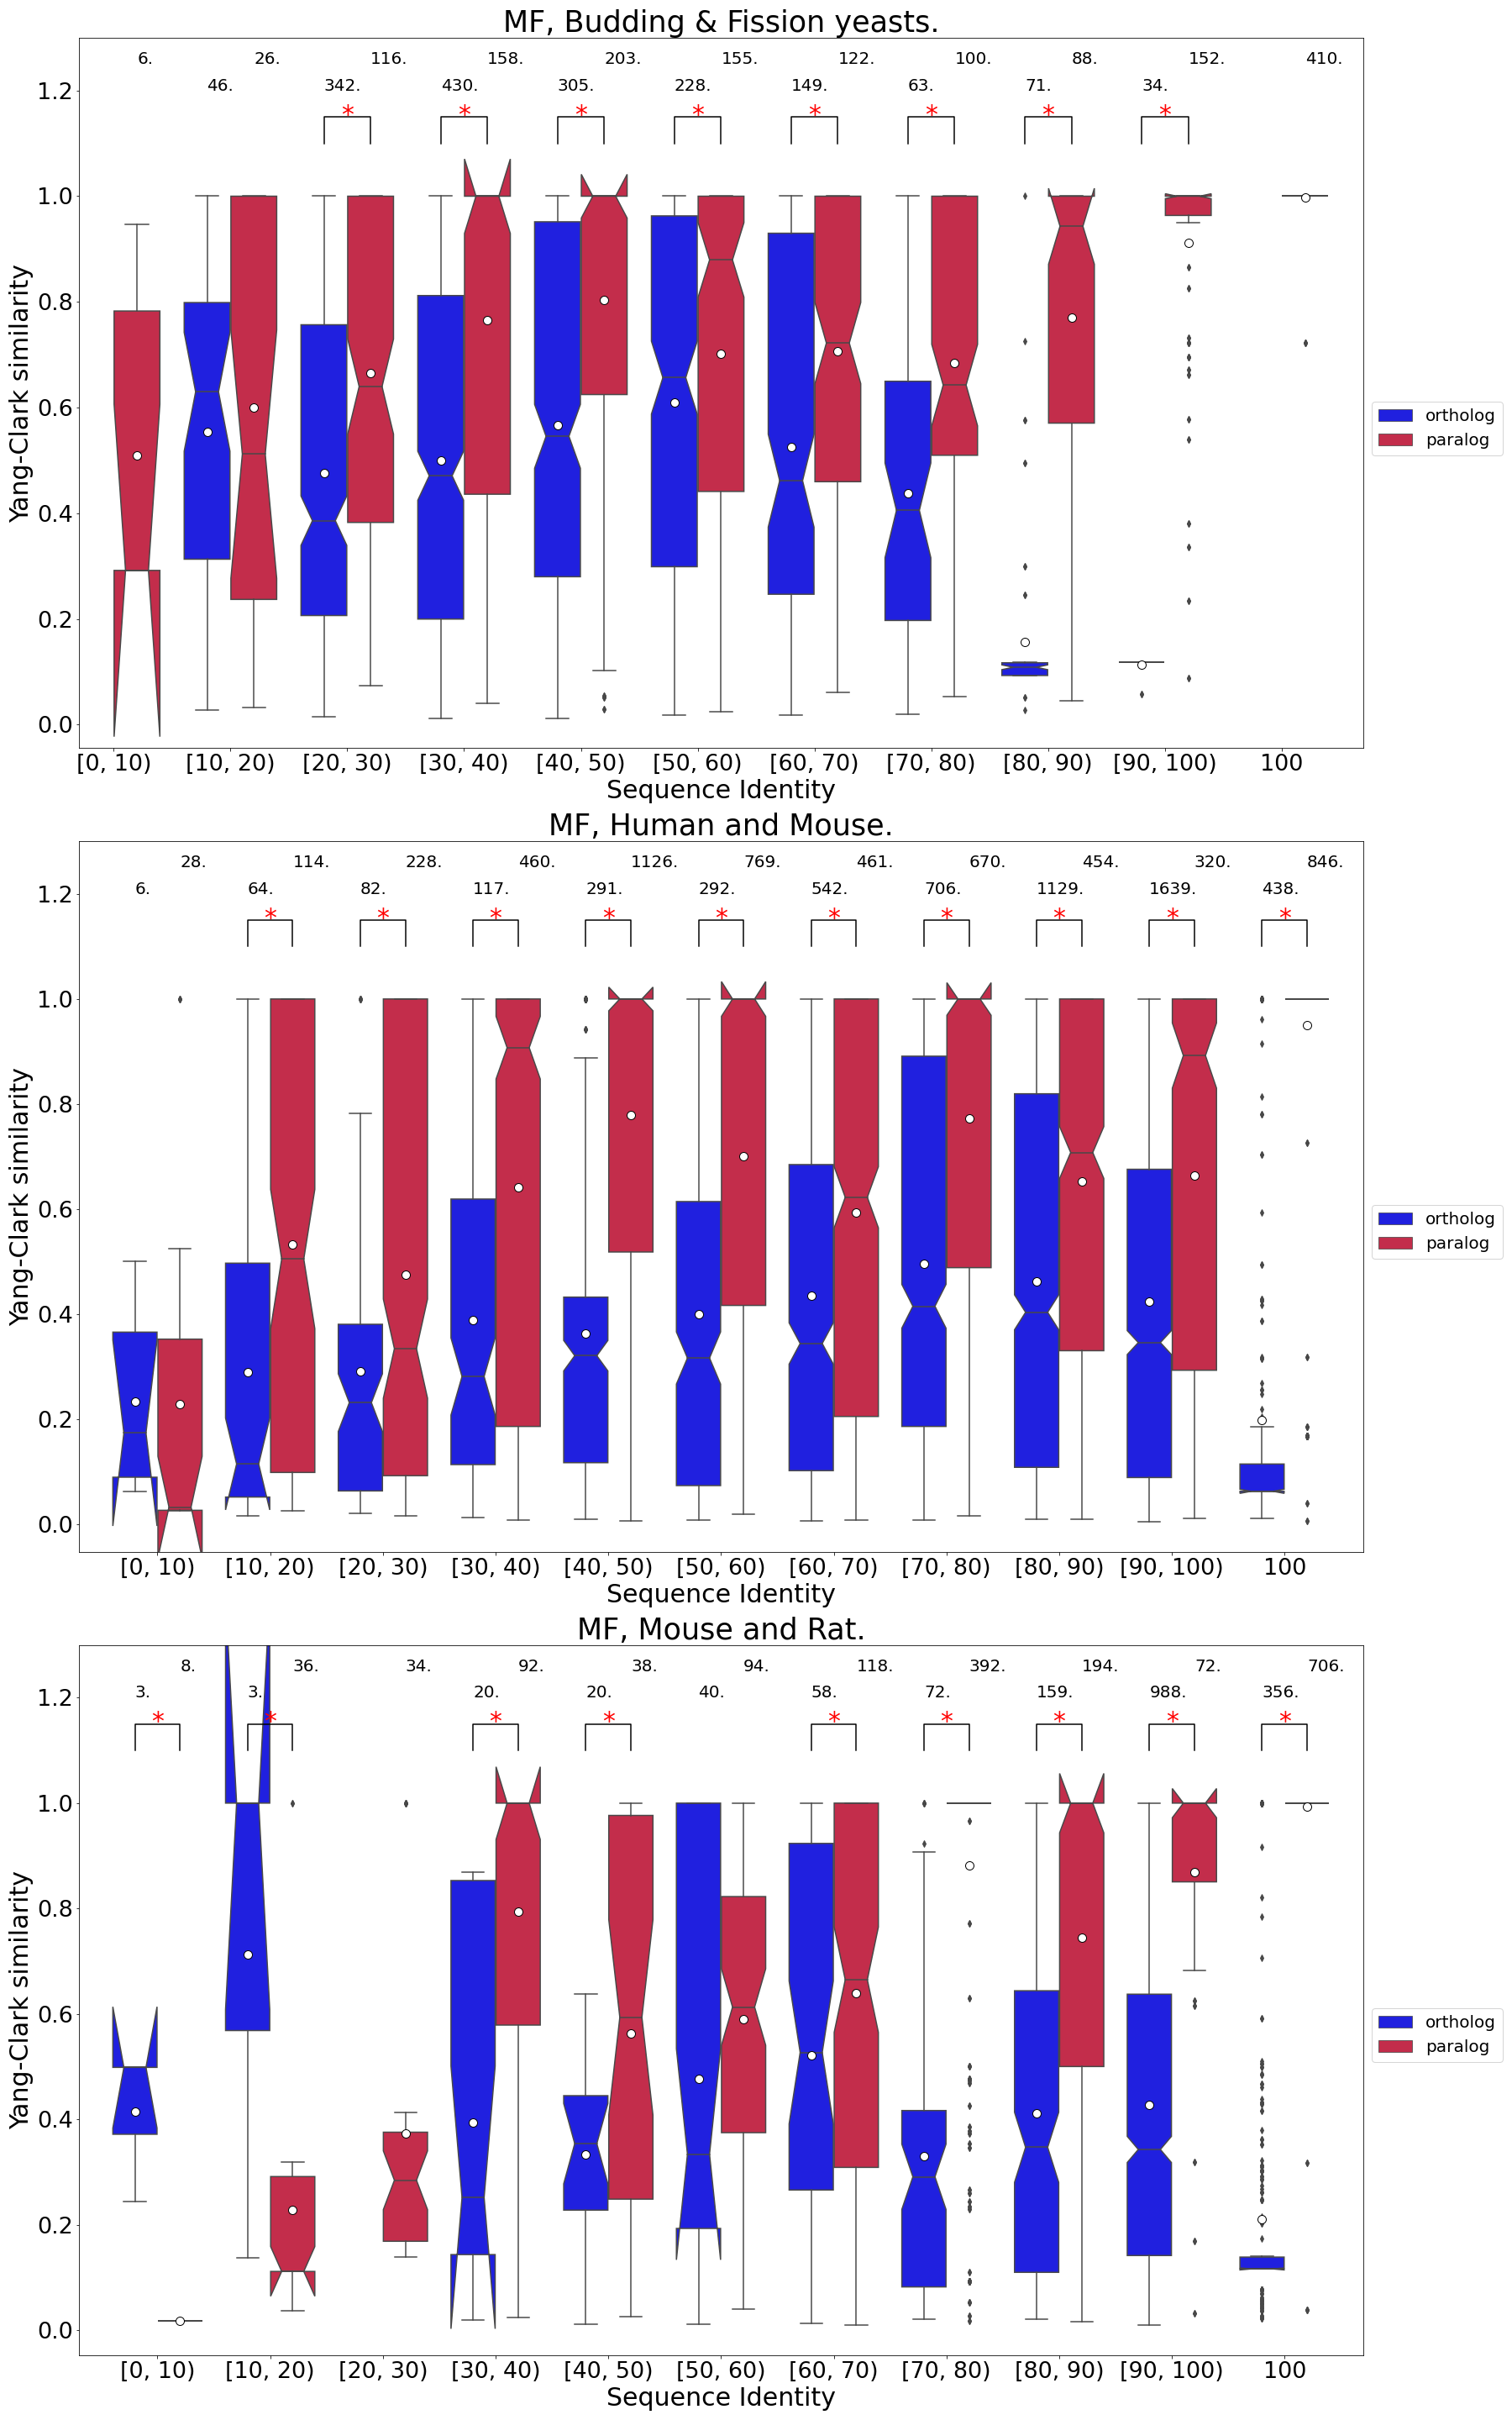 MF, Budding & Fission yeasts.
6. 26. 116. 158. 203. 155. 122. 100. 88. 152. 410.
46. 342. 430. 305. 228. 149. 63. 71. 34.
* * * * * * * *
1.2
1.0
0.8
0.6
0.4
0.2
0.0
Yang-Clark similarity
ortholog
paralog
[0, 10) [10, 20) [20, 30) [30, 40) [40, 50) [50, 60) [60, 70) [70, 80) [80, 90) [90, 100) 100
Sequence Identity
MF, Human and Mouse.
28. 114. 228. 460. 1126. 769. 461. 670. 454. 320. 846.
6. 64. 82. 117. 291. 292. 542. 706. 1129. 1639. 438.
* * * * * * * * * *
1.2
1.0
0.8
0.6
0.4
0.2
0.0
Yang-Clark similarity
ortholog
paralog
[0, 10) [10, 20) [20, 30) [30, 40) [40, 50) [50, 60) [60, 70) [70, 80) [80, 90) [90, 100) 100
Sequence Identity
MF, Mouse and Rat.
8. 36. 34. 92. 38. 94. 118. 392. 194. 72. 706.
3. 3. 20. 20. 40. 58. 72. 159. 988. 356.
* * * * * * * * *
1.2
1.0
0.8
0.6
0.4
0.2
0.0
Yang-Clark similarity
ortholog
paralog
[0, 10) [10, 20) [20, 30) [30, 40) [40, 50) [50, 60) [60, 70) [70, 80) [80, 90) [90, 100) 100
Sequence Identity